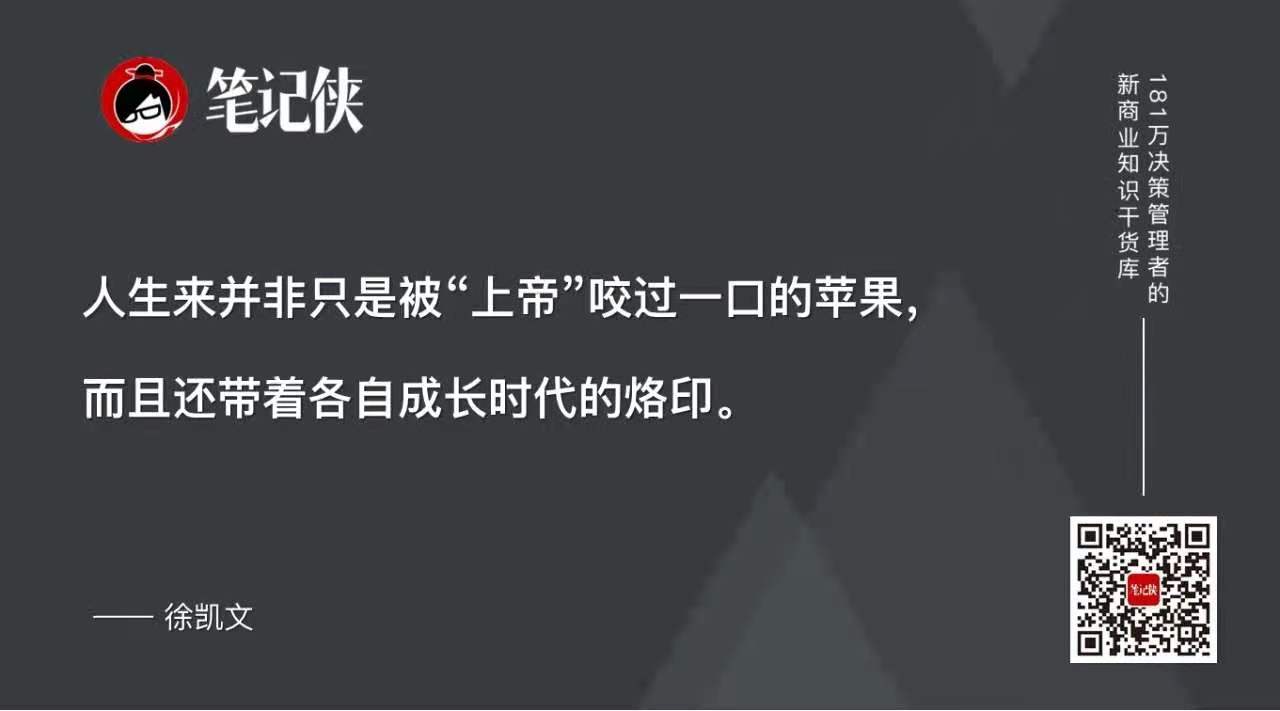 笔记侠
181万决策管理者的
新商业知识干货库
人生来并非只是被“上帝”咬过一口的苹果，
而且还带着各自成长时代的烙印。
—— 徐凯文
笔记侠